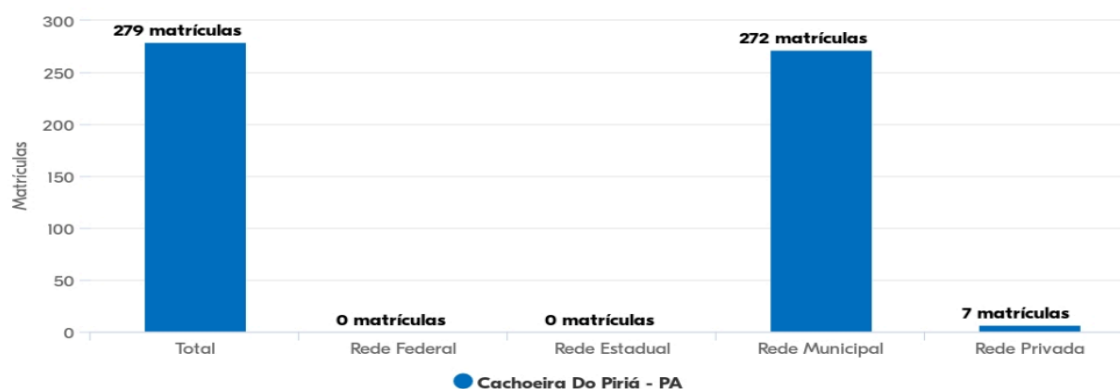 300
279 matrículas
272 matrículas
250
200
150
100
50
7 matrículas
0 matrículas
0 matrículas
0
Matrículas
Total
Rede Federal
Rede Estadual
Rede Municipal
Rede Privada
Cachoeira Do Piriá - PA